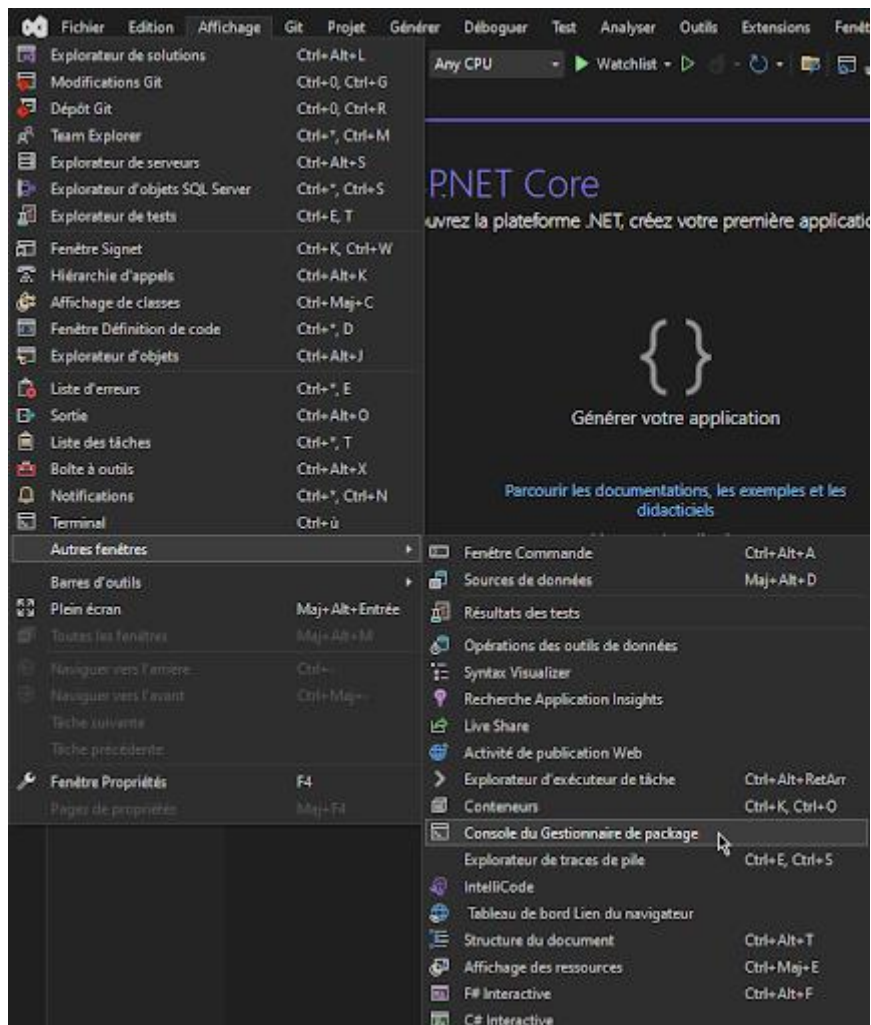 Fichier Edition Affichage Git Projet Générer Déboguer Test Analyser Outils Extensions Fenêt
Any CPU Watchlist
Explorateur de solutions Ctrl+Alt+L
Modifications Git Ctrl+0, Ctrl+G
Dépôt Git Ctrl+0, Ctrl+R
Team Explorer Ctrl+*, Ctrl+M
Explorateur de serveurs Ctrl+Alt+S
Explorateur d'objets SQL Server Ctrl+*, Ctrl+S
Explorateur de tests Ctrl+E, T
Fenêtre Signet Ctrl+K, Ctrl+W
Hiérarchie d'appels Ctrl+Alt+K
Affichage de classes Ctrl+Maj+C
Fenêtre Définition de code Ctrl+*, D
Explorateur d'objets Ctrl+Alt+J
Liste d'erreurs Ctrl+*, E
Sortie Ctrl+Alt+O
Liste des tâches Ctrl+*, T
Boîte à outils Ctrl+Alt+X
Notifications Ctrl+*, Ctrl+N
Terminal Ctrl+ù
Autres fenêtres
Barres d'outils
Plein écran Maj+Alt+Entrée
Toutes les fenêtres Maj+Alt+M
Naviguer vers l'arrière Ctrl+-
Naviguer vers l'avant Ctrl+Maj+-
Tâche suivante
Tâche précédente
Fenêtre Propriétés F4
Pages de propriétés Maj+F4
P.NET Core
uvrez la plateforme .NET, créez votre première applicatic
{ }
Générer votre application
Parcourir les documentations, les exemples et les
didacticiels
Fenêtre Commande Ctrl+Alt+A
Sources de données Maj+Alt+D
Résultats des tests
Opérations des outils de données
Syntax Visualizer
Recherche Application Insights
Live Share
Activité de publication Web
Explorateur d'exécuteur de tâche Ctrl+Alt+RetArr
Conteneurs Ctrl+K, Ctrl+O
Console du Gestionnaire de package
Explorateur de traces de pile Ctrl+E, Ctrl+S
IntelliCode
Tableau de bord Lien du navigateur
Structure du document Ctrl+Alt+T
Affichage des ressources Ctrl+Maj+E
F# Interactive Ctrl+Alt+F
C# Interactive